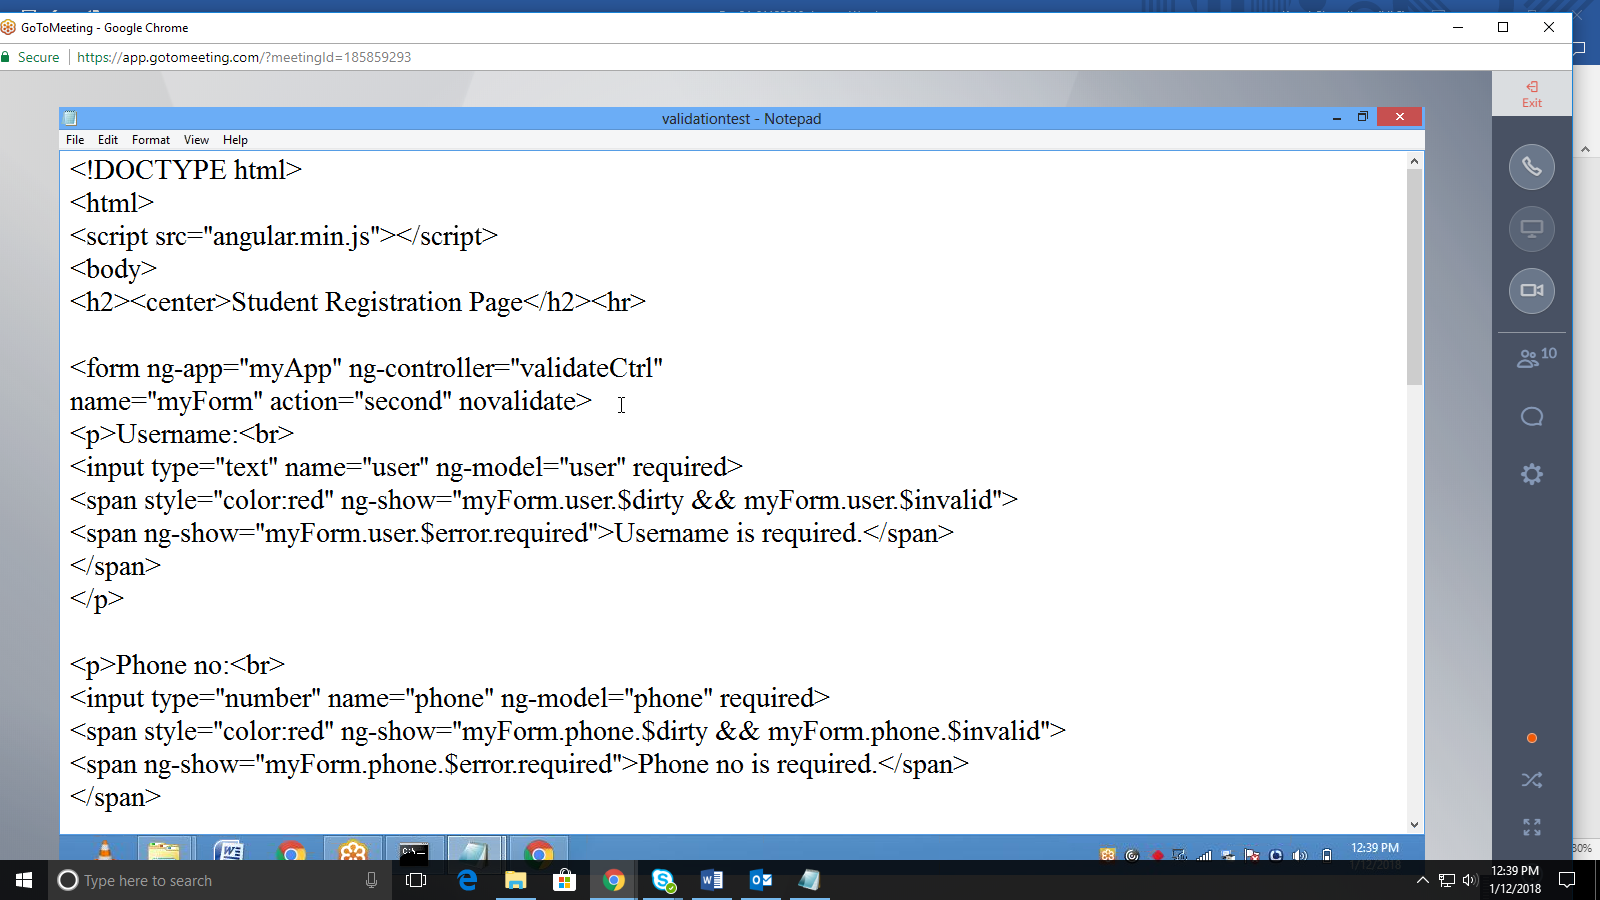 GoToMeeting - Google Chrome
Secure
https://app.gotomeeting.com/?meetingId=185859293
Exit
validationtest - Notepad
File Edit Format View Help
<!DOCTYPE html>
<html>
<script src="angular.min.js"></script>
<body>
<h2><center>Student Registration Page</h2><hr>
<form ng-app="myApp" ng-controller="validateCtrl"
name="myForm" action="second" novalidate>
<p>Username:<br>
<input type="text" name="user" ng-model="user" required>
<span style="color:red" ng-show="myForm.user.$dirty && myForm.user.$invalid">
<span ng-show="myForm.user.$error.required">Username is required.</span>
</span>
</p>
<p>Phone no:<br>
<input type="number" name="phone" ng-model="phone" required>
<span style="color:red" ng-show="myForm.phone.$dirty && myForm.phone.$invalid">
<span ng-show="myForm.phone.$error.required">Phone no is required.</span>
</span>
10
12:39 PM
1/12/2018
Type here to search
12:39 PM
1/12/2018